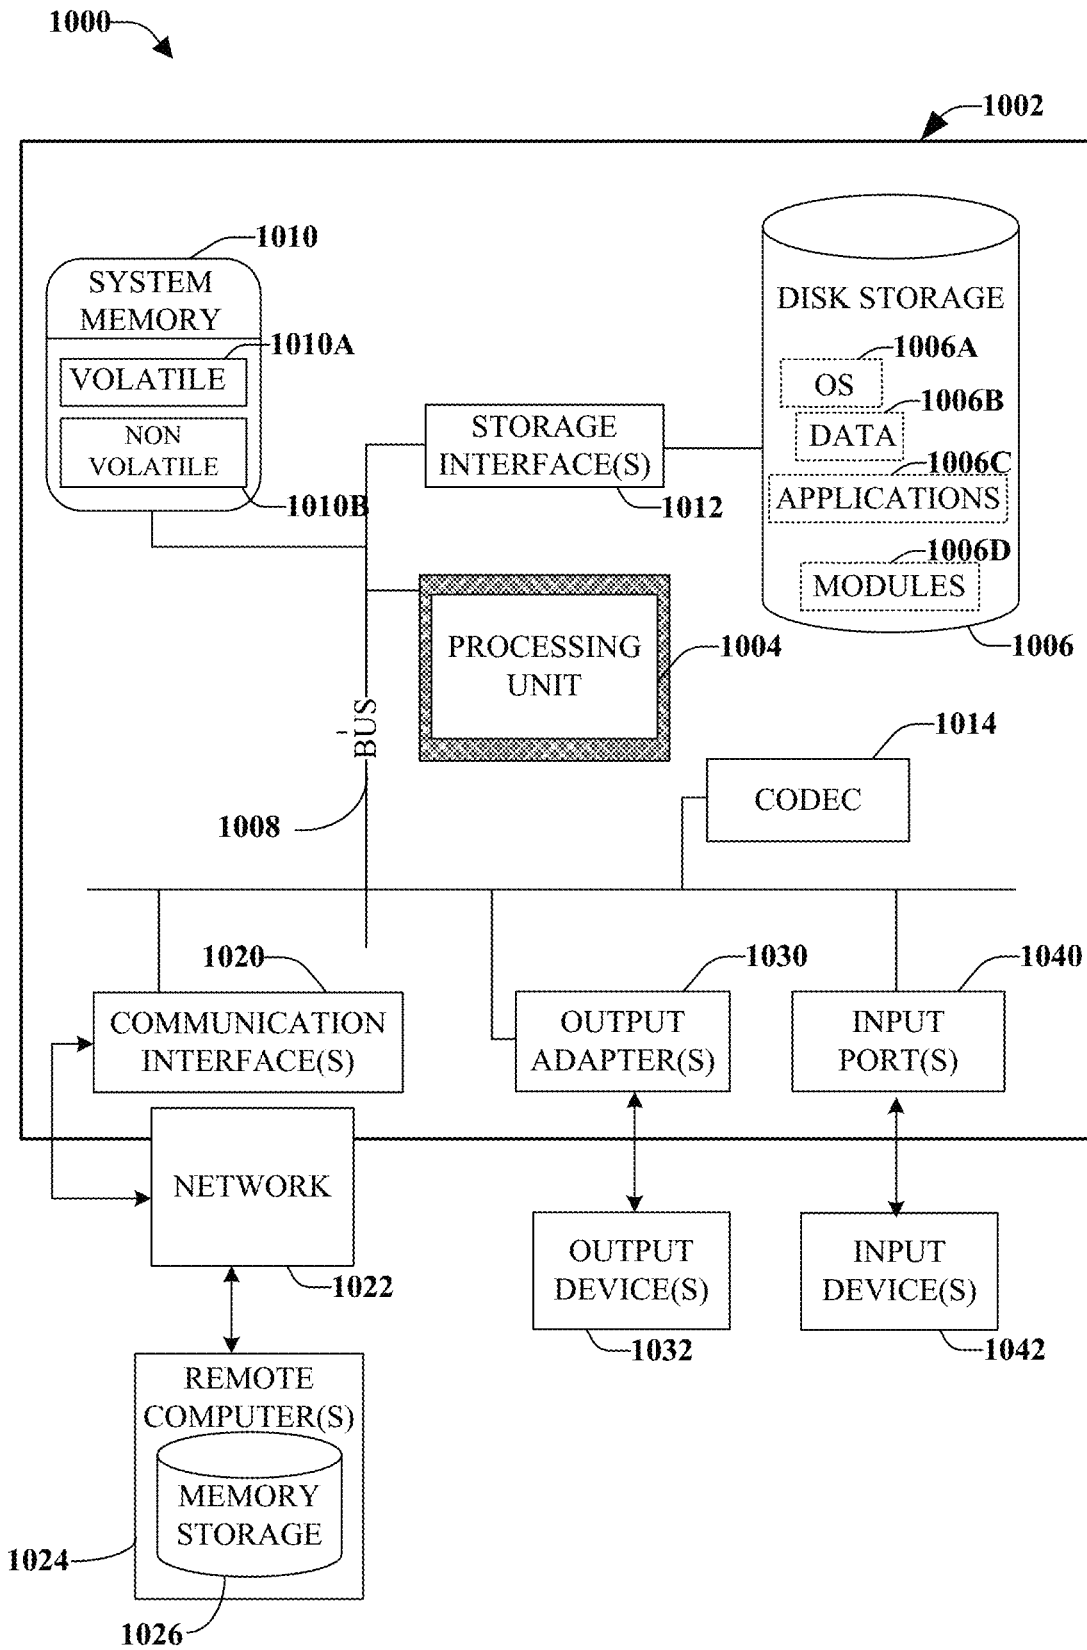 1000
1002
1010
SYSTEM
MEMORY
1010A
VOLATILE
NON
VOLATILE
1010B
STORAGE
INTERFACE(S)
1012
DISK STORAGE
1006A
OS
1006B
DATA
1006C
APPLICATIONS
1006D
MODULES
1006
PROCESSING
UNIT
1004
BUS
1008
1014
CODEC
1020
COMMUNICATION
INTERFACE(S)
1030
OUTPUT
ADAPTER(S)
1040
INPUT
PORT(S)
NETWORK
1022
OUTPUT
DEVICE(S)
1032
INPUT
DEVICE(S)
1042
REMOTE
COMPUTER(S)
MEMORY
STORAGE
1024
1026